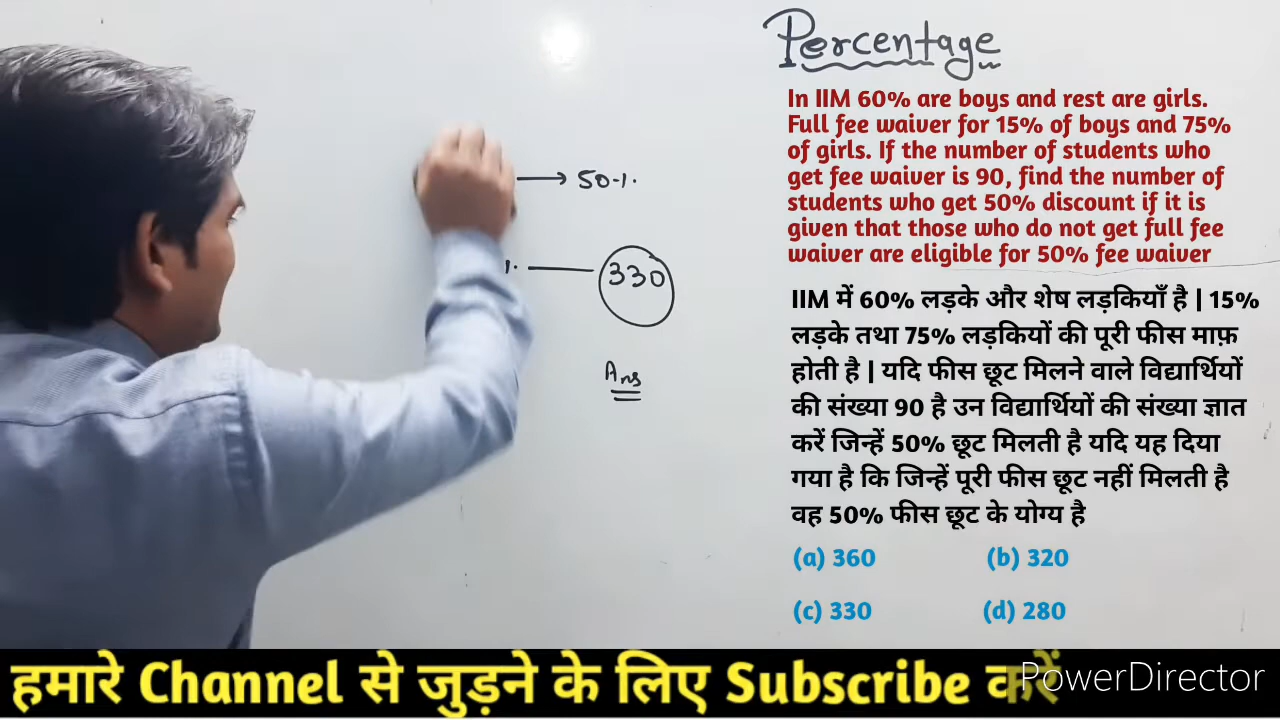 Percentage
In IIM 60% are boys and rest are girls.
Full fee waiver for 15% of boys and 75%
of girls. If the number of students who
get fee waiver is 90, find the number of
students who get 50% discount if it is
given that those who do not get full fee
waiver are eligible for 50% fee waiver
→ 50%
% 330
Ans
IIM में 60% लड़के और शेष लड़कियाँ है | 15%
लड़के तथा 75% लड़कियों की पूरी फीस माफ़
होती है | यदि फीस छूट मिलने वाले विद्यार्थियों
की संख्या 90 है उन विद्यार्थियों की संख्या ज्ञात
करें जिन्हें 50% छूट मिलती है यदि यह दिया
गया है कि जिन्हें पूरी फीस छूट नहीं मिलती है
वह 50% फीस छूट के योग्य है
(a) 360 (b) 320
(c) 330 (d) 280
हमारे Channel से जुड़ने के लिए Subscribe करें
PowerDirector